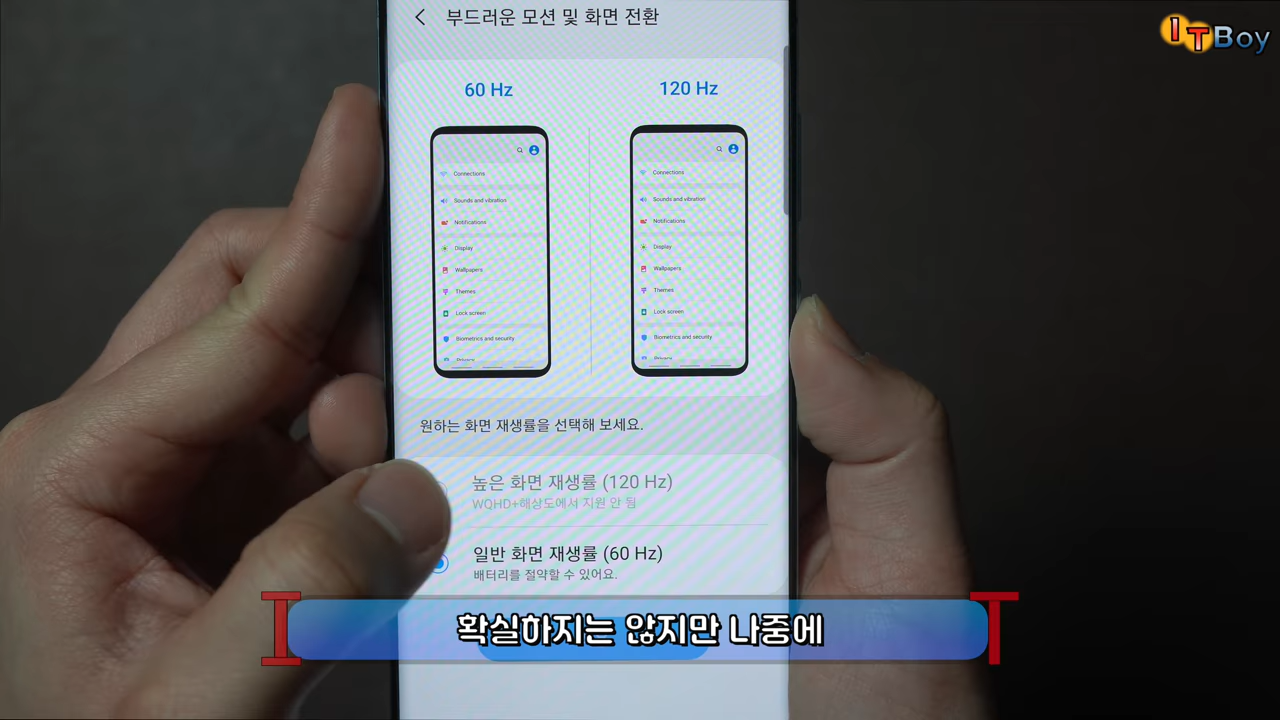 부드러운 모션 및 화면 전환
ITBoy
60 Hz
120 Hz
Connections
Sounds and vibration
Notifications
Display
Wallpapers
Themes
Lock screen
Biometrics and security
Privacy
Connections
Sounds and vibration
Notifications
Display
Wallpapers
Themes
Lock screen
Biometrics and security
Privacy
원하는 화면 재생률을 선택해 보세요.
높은 화면 재생률 (120 Hz)
WQHD+해상도에서 지원 안 됨
일반 화면 재생률 (60 Hz)
배터리를 절약할 수 있어요.
I 확실하지는 않지만 나중에 T